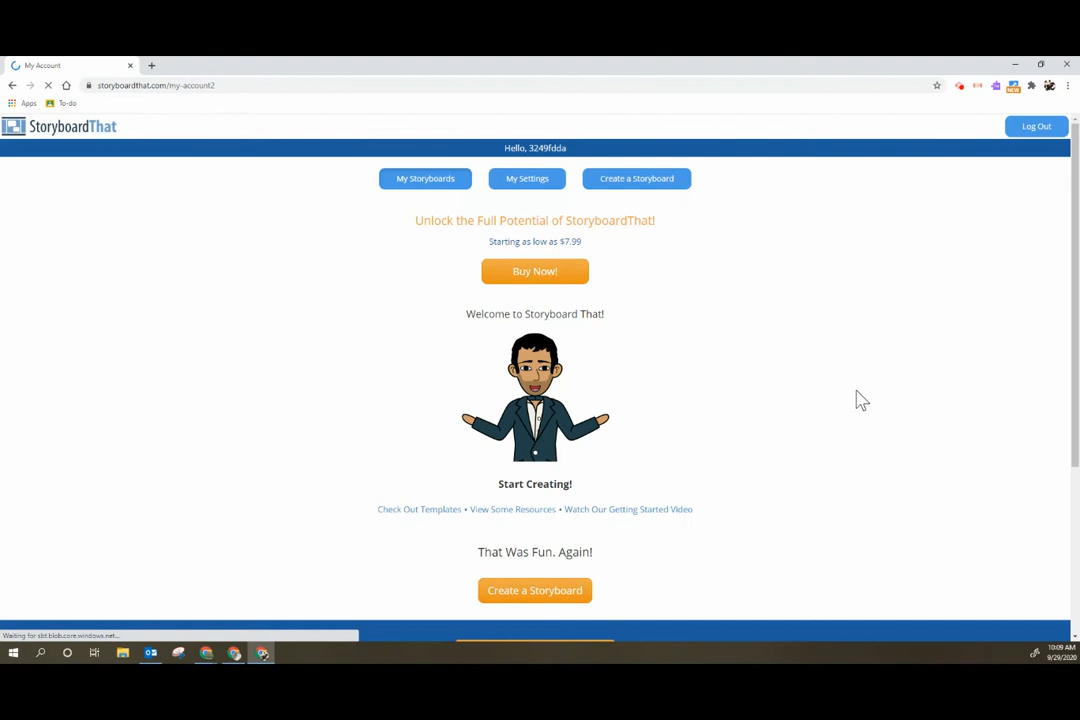 My Account
storyboardthat.com/my-account2
NEW
Apps To-do
StoryboardThat
Log Out
Hello, 3249fdda
My Storyboards My Settings Create a Storyboard
Unlock the Full Potential of StoryboardThat!
Starting as low as $7.99
Buy Now!
Welcome to Storyboard That!
Start Creating!
Check Out Templates • View Some Resources • Watch Our Getting Started Video
That Was Fun. Again!
Create a Storyboard
Waiting for sbt.blob.core.windows.net...
10:09 AM
9/29/2020